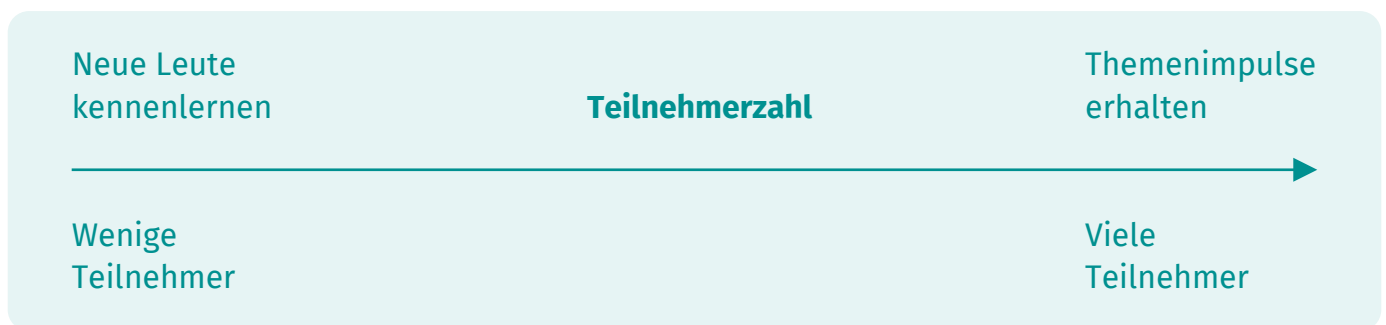 Neue Leute
kennenlernen
Teilnehmerzahl
Themenimpulse
erhalten
Wenige
Teilnehmer
Viele
Teilnehmer